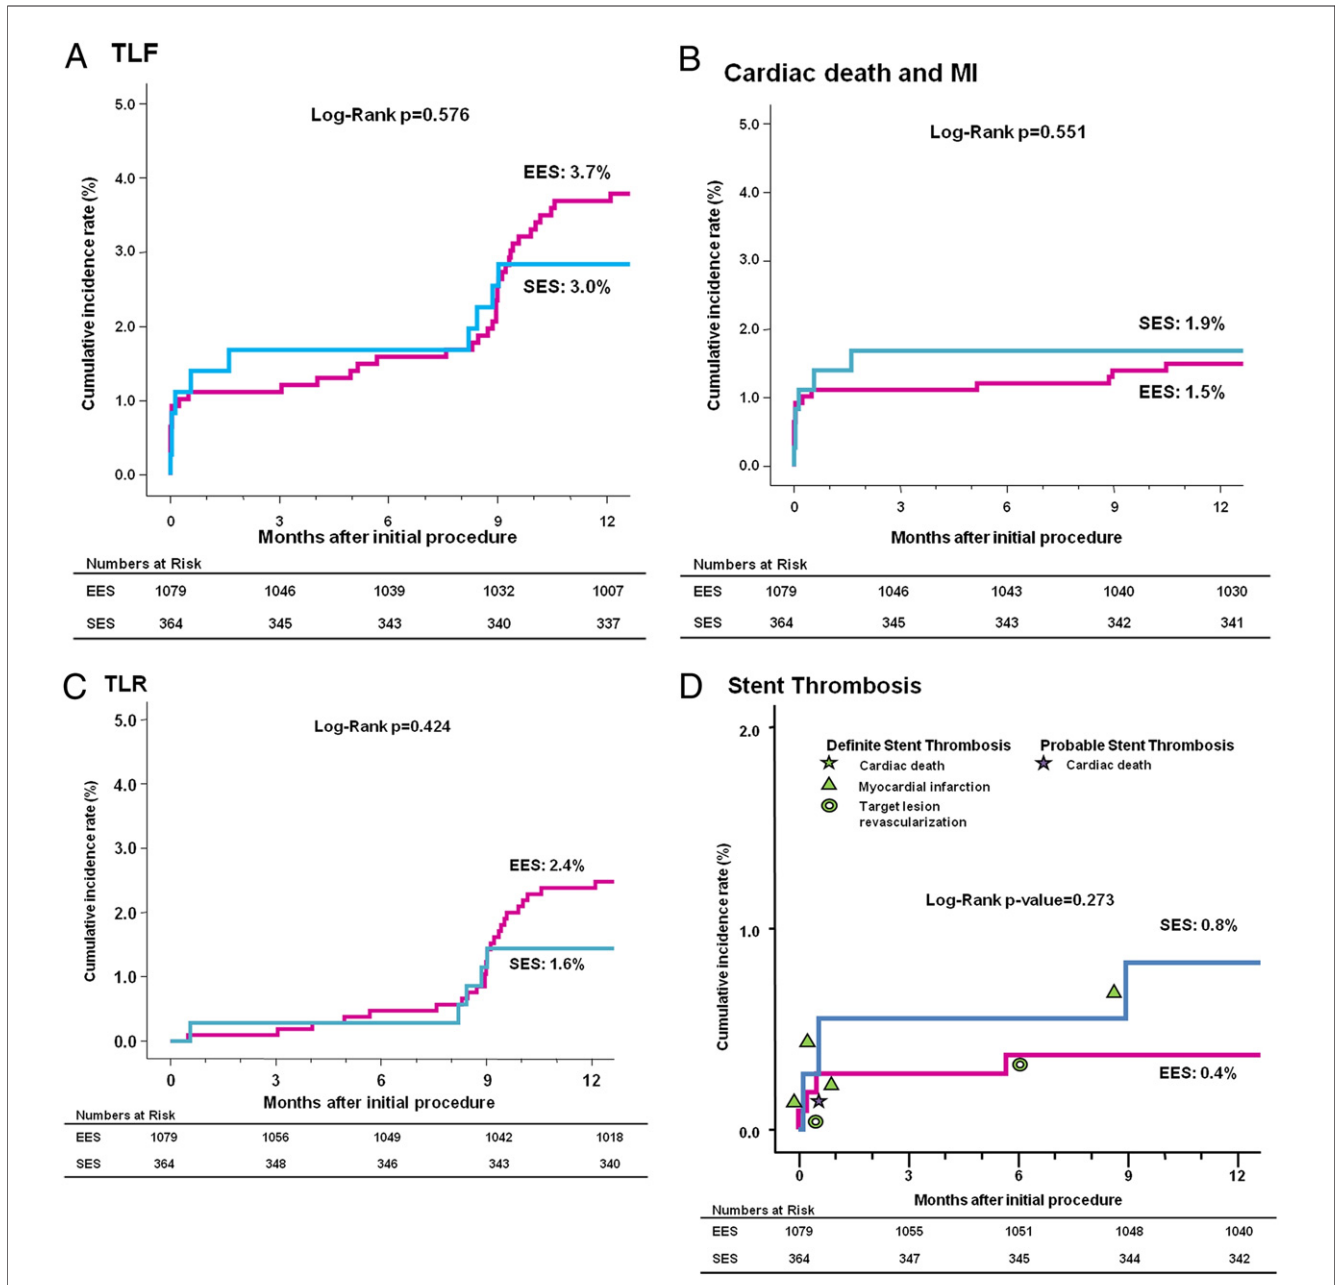 A TLF
Log-Rank p=0.576
5.0
4.0
3.0
2.0
1.0
0.0
Cumulative incidence rate (%)
EES: 3.7%
SES: 3.0%
0 3 6 9 12
Months after initial procedure
Numbers at Risk
EES 1079 1046 1039 1032 1007
SES 364 345 343 340 337
B Cardiac death and MI
Log-Rank p=0.551
5.0
4.0
3.0
2.0
1.0
0.0
Cumulative incidence rate (%)
SES: 1.9%
EES: 1.5%
0 3 6 9 12
Months after initial procedure
Numbers at Risk
EES 1079 1046 1043 1040 1030
SES 364 345 343 342 341
C TLR
Log-Rank p=0.424
5.0
4.0
3.0
2.0
1.0
0.0
Cumulative incidence rate (%)
EES: 2.4%
SES: 1.6%
0 3 6 9 12
Months after initial procedure
Numbers at Risk
EES 1079 1056 1049 1042 1018
SES 364 348 346 343 340
D Stent Thrombosis
2.0
1.0
0.0
Cumulative incidence rate (%)
Definite Stent Thrombosis Probable Stent Thrombosis
Cardiac death Cardiac death
Myocardial infarction
Target lesion
revascularization
Log-Rank p-value=0.273
SES: 0.8%
EES: 0.4%
0 3 6 9 12
Months after initial procedure
Numbers at Risk
EES 1079 1055 1051 1048 1040
SES 364 347 345 344 342